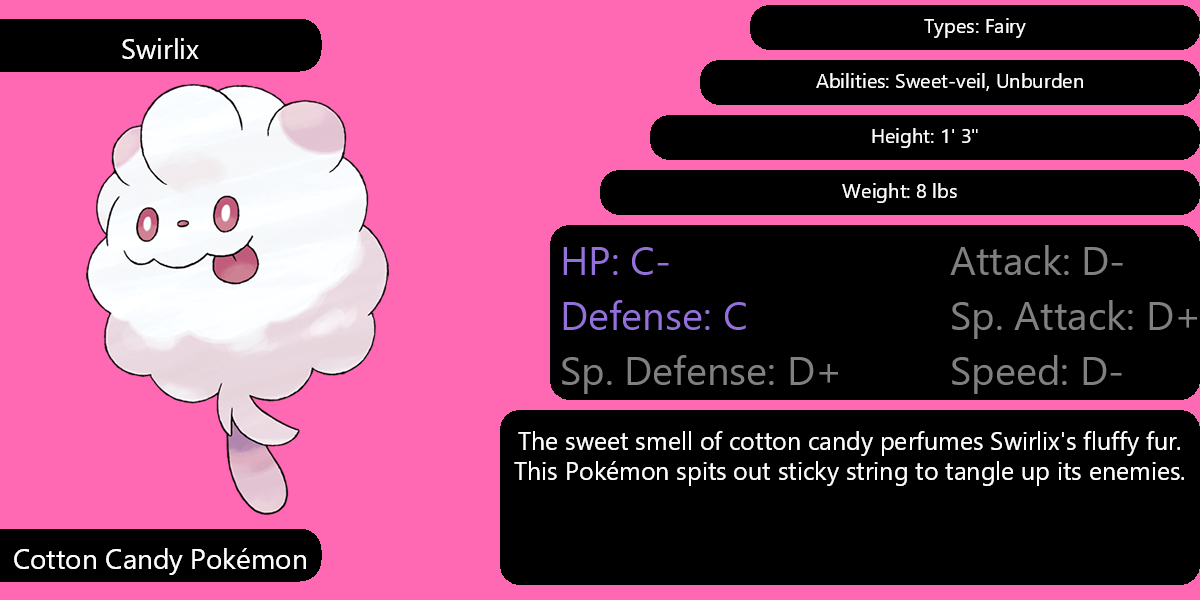 Swirlix
Types: Fairy
Abilities: Sweet-veil, Unburden
Height: 1' 3"
Weight: 8 lbs
HP: C-
Attack: D-
Defense: C
Sp. Attack: D+
Sp. Defense: D+
Speed: D-
The sweet smell of cotton candy perfumes Swirlix's fluffy fur.
This Pokémon spits out sticky string to tangle up its enemies.
Cotton Candy Pokémon